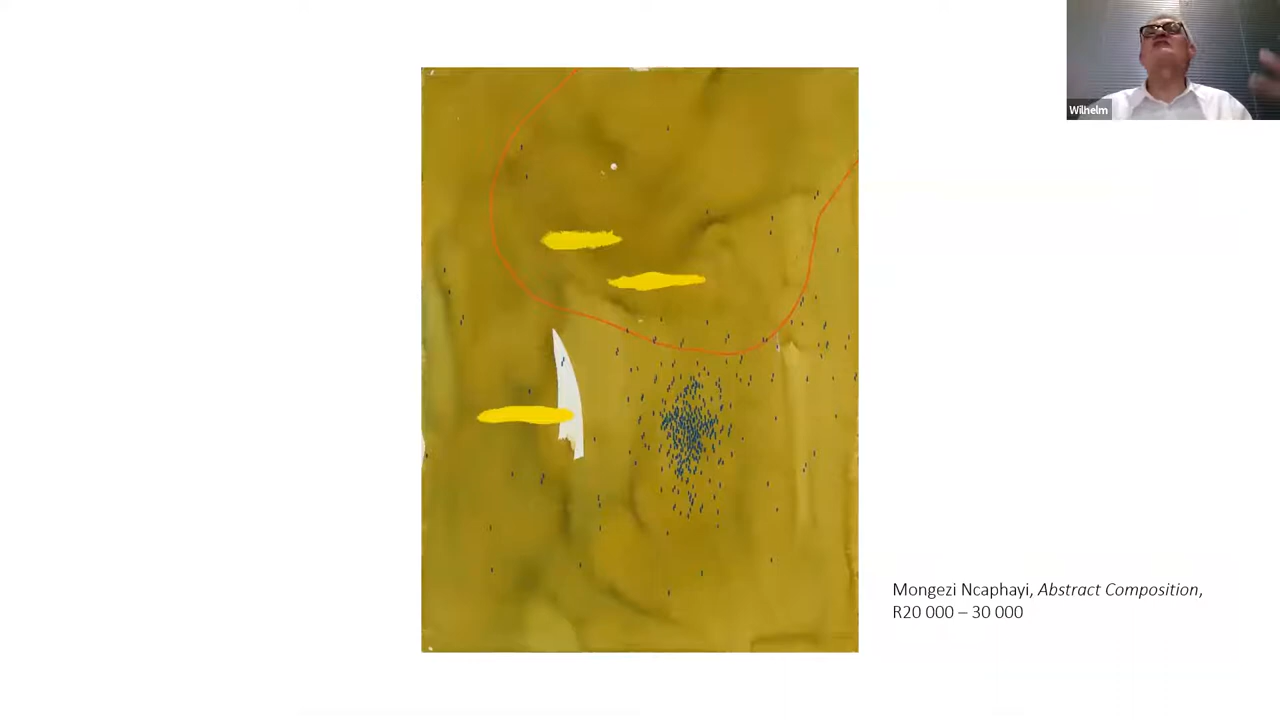 Wilhelm
Mongezi Ncaphayi, Abstract Composition,
R20 000 – 30 000